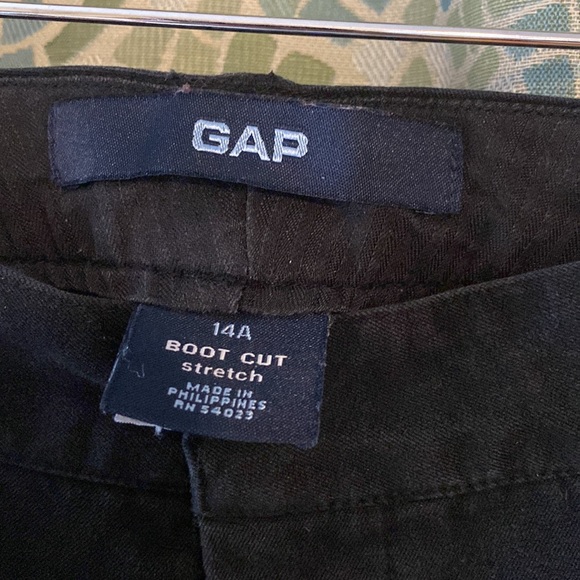 GAP
14A
BOOT CUT
stretch
MADE IN
PHILIPPINES
RN 54023